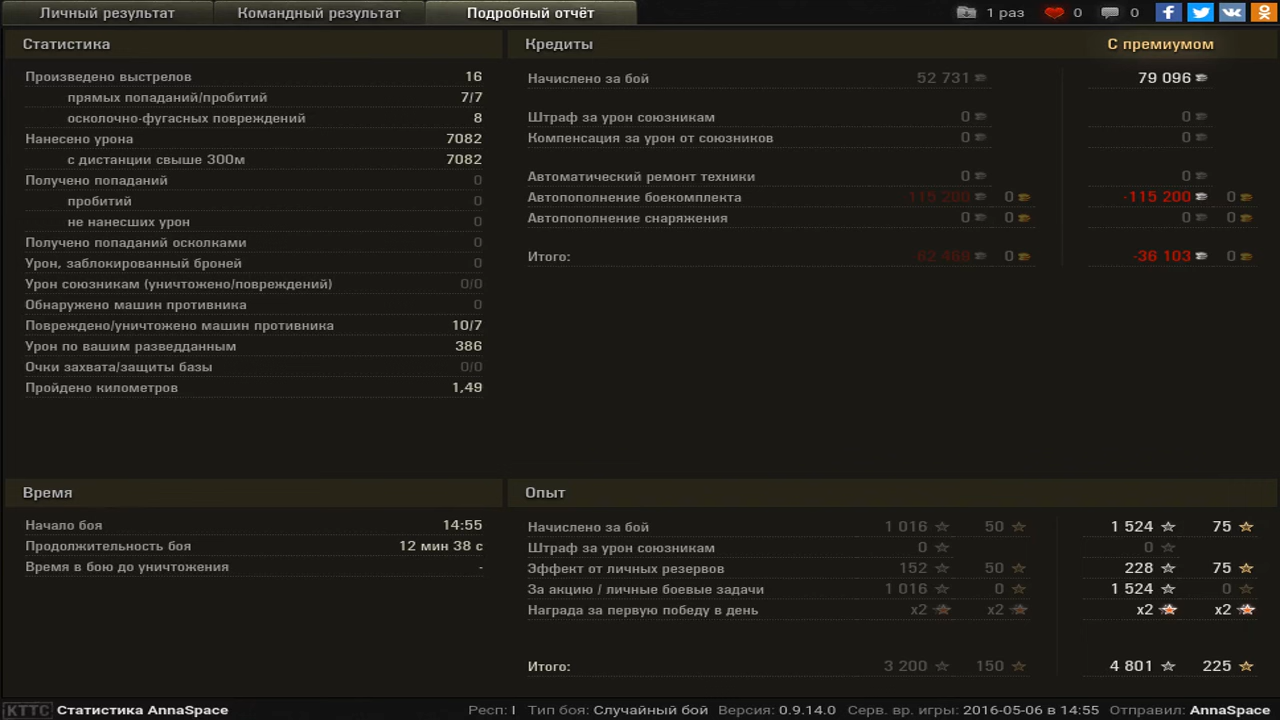 Личный результат Командный результат Подробный отчёт 1 раз 0 0
Статистика
Произведено выстрелов 16
прямых попаданий/пробитий 7/7
осколочно-фугасных повреждений 8
Нанесено урона 7082
с дистанции свыше 300м 7082
Получено попаданий 0
пробитий 0
не нанесших урон 0
Получено попаданий осколками 0
Урон, заблокированный броней 0
Урон союзникам (уничтожено/повреждений) 0/0
Обнаружено машин противника 0
Повреждено/уничтожено машин противника 10/7
Урон по вашим разведданным 386
Очки захвата/защиты базы 0/0
Пройдено километров 1,49
Кредиты С премиумом
Начислено за бой 52 731 79 096
Штраф за урон союзникам 0 0
Компенсация за урон от союзников 0 0
Автоматический ремонт техники 0 0
Автопополнение боекомплекта -115 200 0 -115 200 0
Автопополнение снаряжения 0 0 0 0
Итого: 0 -36 103 0
Время
Начало боя 14:55
Продолжительность боя 12 мин 38 с
Время в бою до уничтожения -
Опыт
Начислено за бой 1 016 50 1 524 75
Штраф за урон союзникам 0 0
Эффект от личных резервов 152 50 228 75
За акцию / личные боевые задачи 1 016 0 1 524 0
Награда за первую победу в день x2 x2 x2 x2
Итого: 3 200 150 4 801 225
КТТС Статистика AnnaSpace Респ: I Тип боя: Случайный бой Версия: 0.9.14.0 Серв. вр. игры: 2016-05-06 в 14:55 Отправил: AnnaSpace